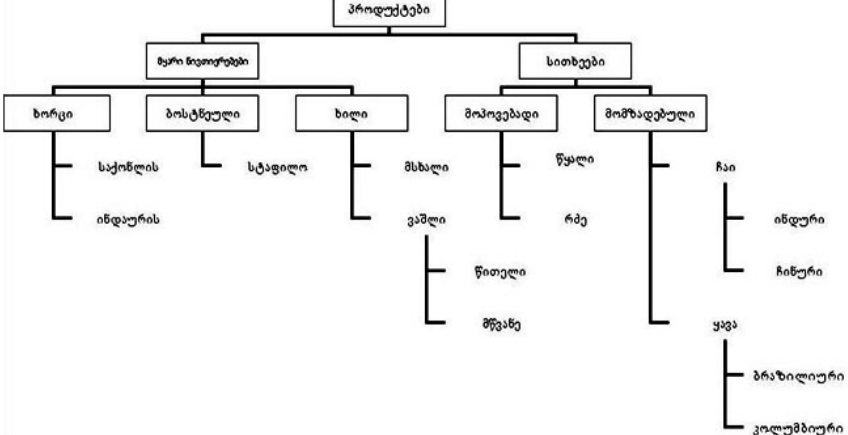 პროდუქტები
მყარი ნივთიერებები
სითხეები
ხორცი
ბოსტნეული
ხილი
მოპოვებადი
მომზადებული
საქონლის
სტაფილო
მსხალი
წყალი
ჩაი
ინდაურის
ვაშლი
რძე
ინდური
წითელი
ჩინური
მწვანე
ყავა
ბრაზილიური
კოლუმბიური